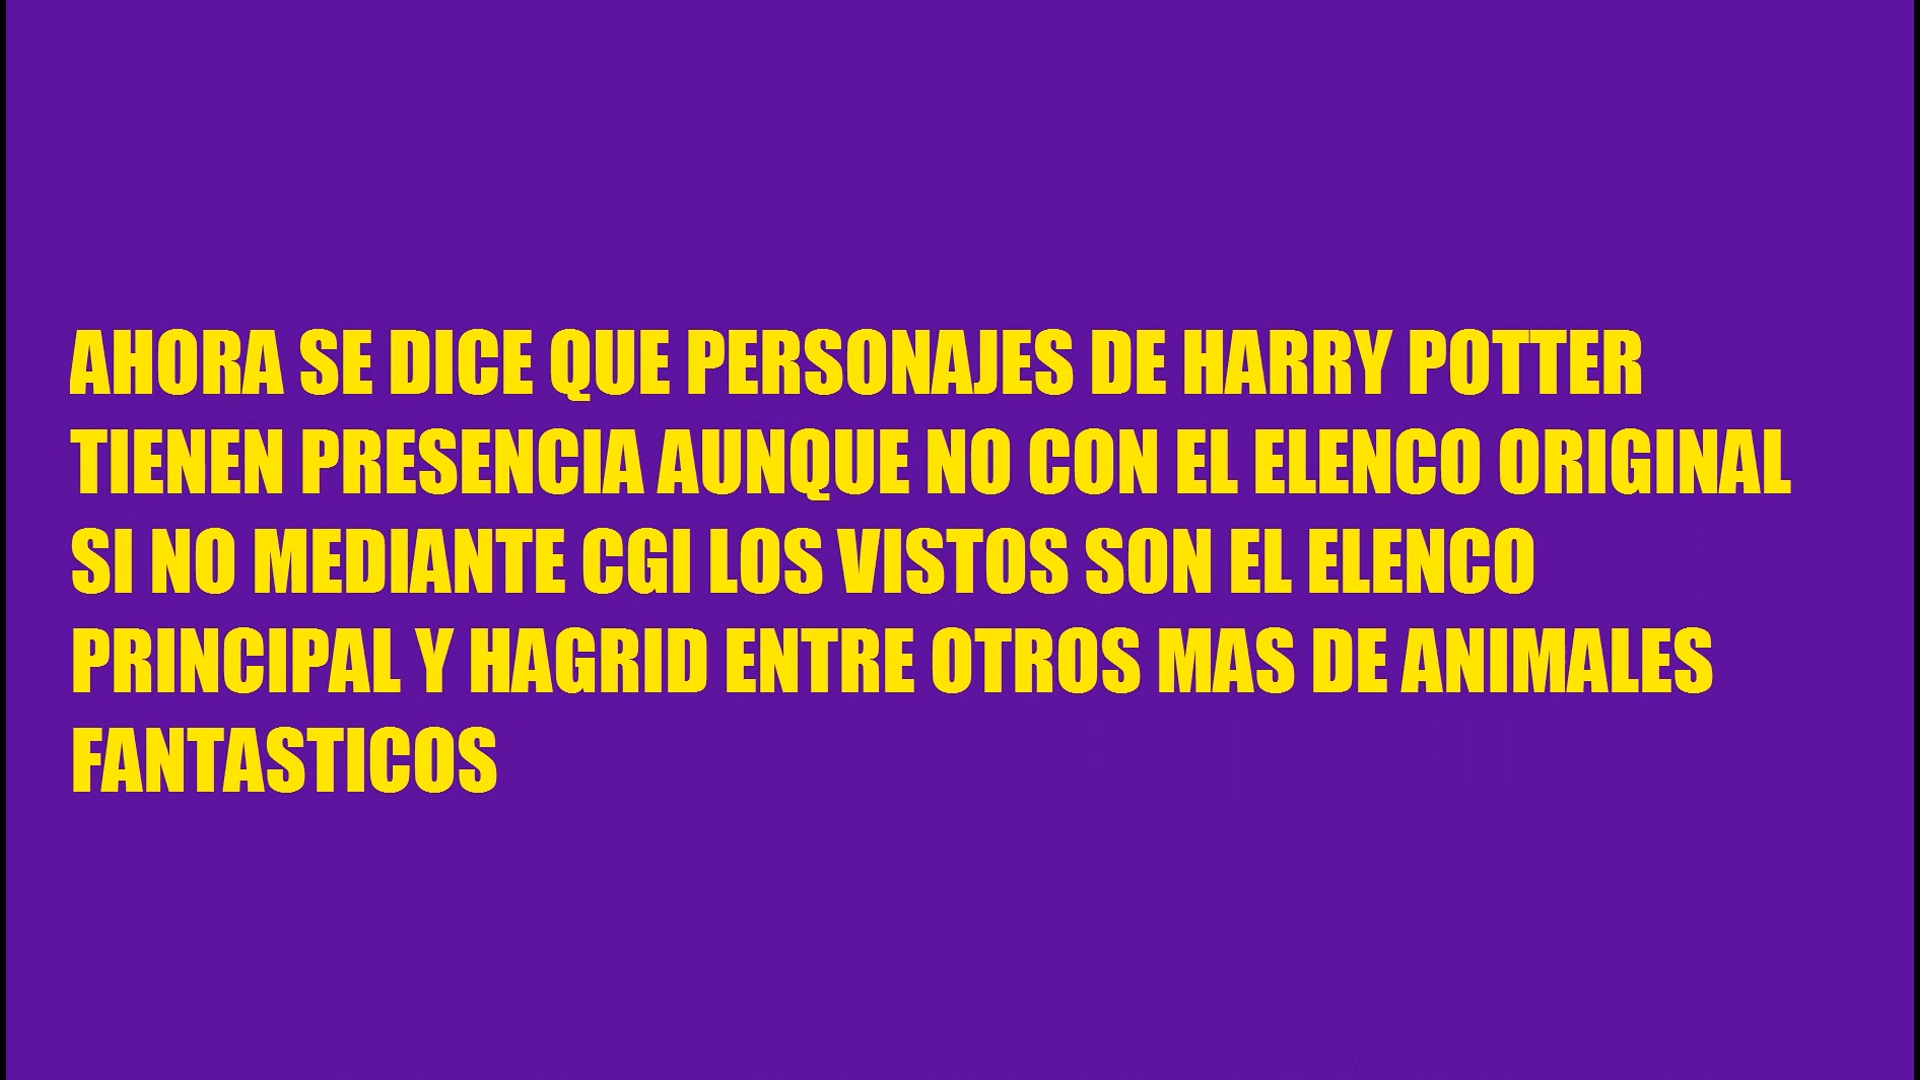 AHORA SE DICE QUE PERSONAJES DE HARRY POTTER
TIENEN PRESENCIA AUNQUE NO CON EL ELENCO ORIGINAL
SI NO MEDIANTE CGI LOS VISTOS SON EL ELENCO
PRINCIPAL Y HAGRID ENTRE OTROS MAS DE ANIMALES
FANTASTICOS